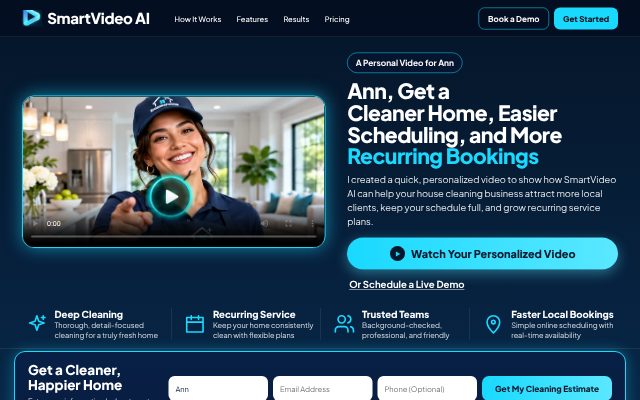 SmartVideo AI
How It Works
Features
Results
Pricing
Book a Demo
Get Started
A Personal Video for Ann
Ann, Get a
Cleaner Home, Easier
Scheduling, and More
Recurring Bookings
I created a quick, personalized video to show how SmartVideo
AI can help your house cleaning business attract more local
clients, keep your schedule full, and grow recurring service
plans.
0:00
Watch Your Personalized Video
Or Schedule a Live Demo
Deep Cleaning
Thorough, detail-focused
cleaning for a truly fresh home
Recurring Service
Keep your home consistently
clean with flexible plans
Trusted Teams
Background-checked,
professional, and friendly
Faster Local Bookings
Simple online scheduling with
real-time availability
Get a Cleaner,
Happier Home
Ann
Email Address
Phone (Optional)
Get My Cleaning Estimate